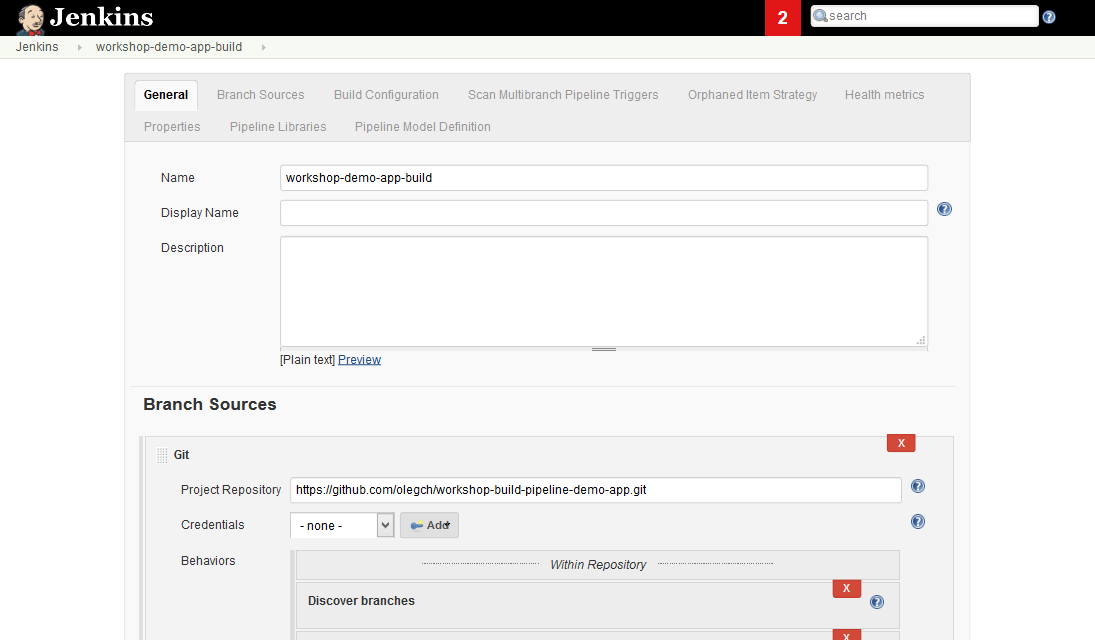 Jenkins
2
search
Jenkins
workshop-demo-app-build
General
Branch Sources
Build Configuration
Scan Multibranch Pipeline Triggers
Orphaned Item Strategy
Health metrics
Properties
Pipeline Libraries
Pipeline Model Definition
Name
workshop-demo-app-build
Display Name
Description
[Plain text] Preview
Branch Sources
X
Git
Project Repository
https://github.com/olegch/workshop-build-pipeline-demo-app.git
Credentials
- none -
Add
Behaviors
Within Repository
X
Discover branches
X